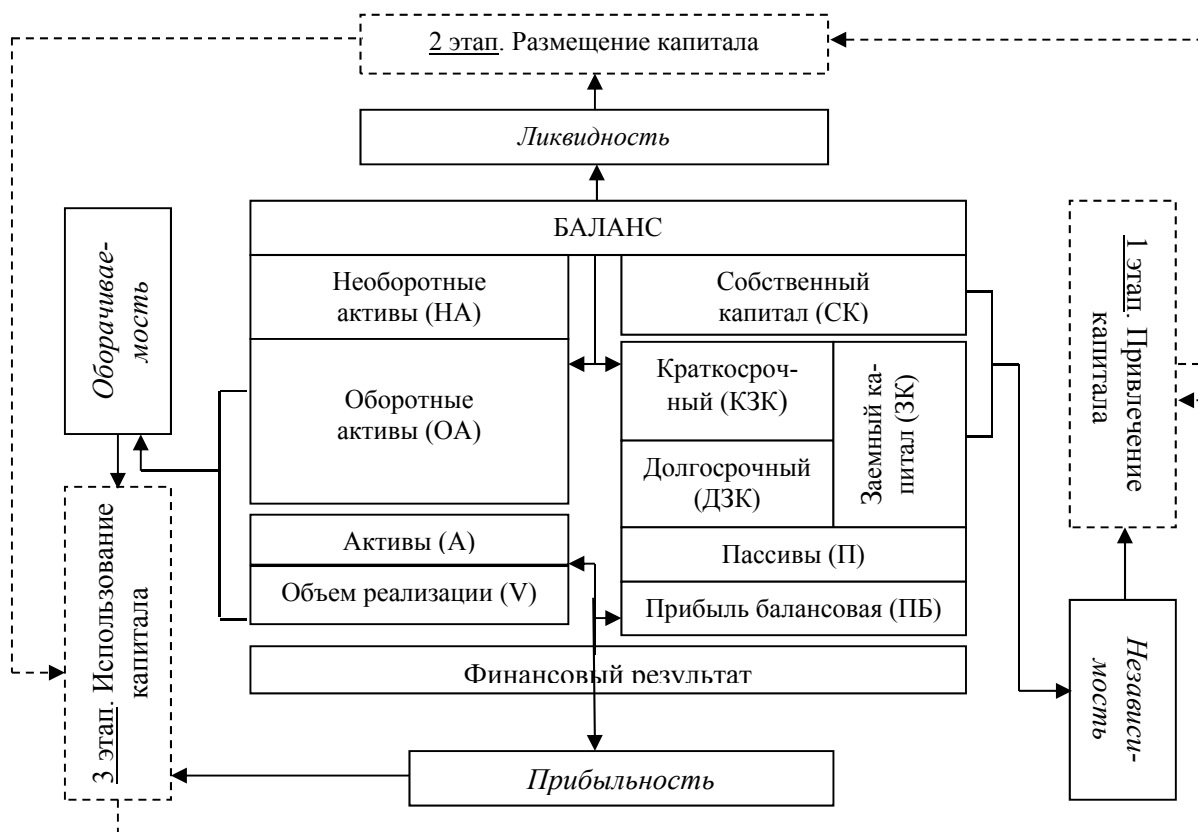 2 этап. Размещение капитала
Ликвидность
БАЛАНС
Необоротные
активы (НА)
Собственный
капитал (СК)
Оборотные
активы (ОА)
Краткосроч-
ный (КЗК)
Долгосрочный
(ДЗК)
Заемный ка-
питал (ЗК)
Активы (А)
Пассивы (П)
Объем реализации (V)
Прибыль балансовая (ПБ)
Финансовый результат
Прибыльность
Оборачивае-
мость
3 этап. Использование
капитала
1 этап. Привлечение
капитала
Независи-
мость